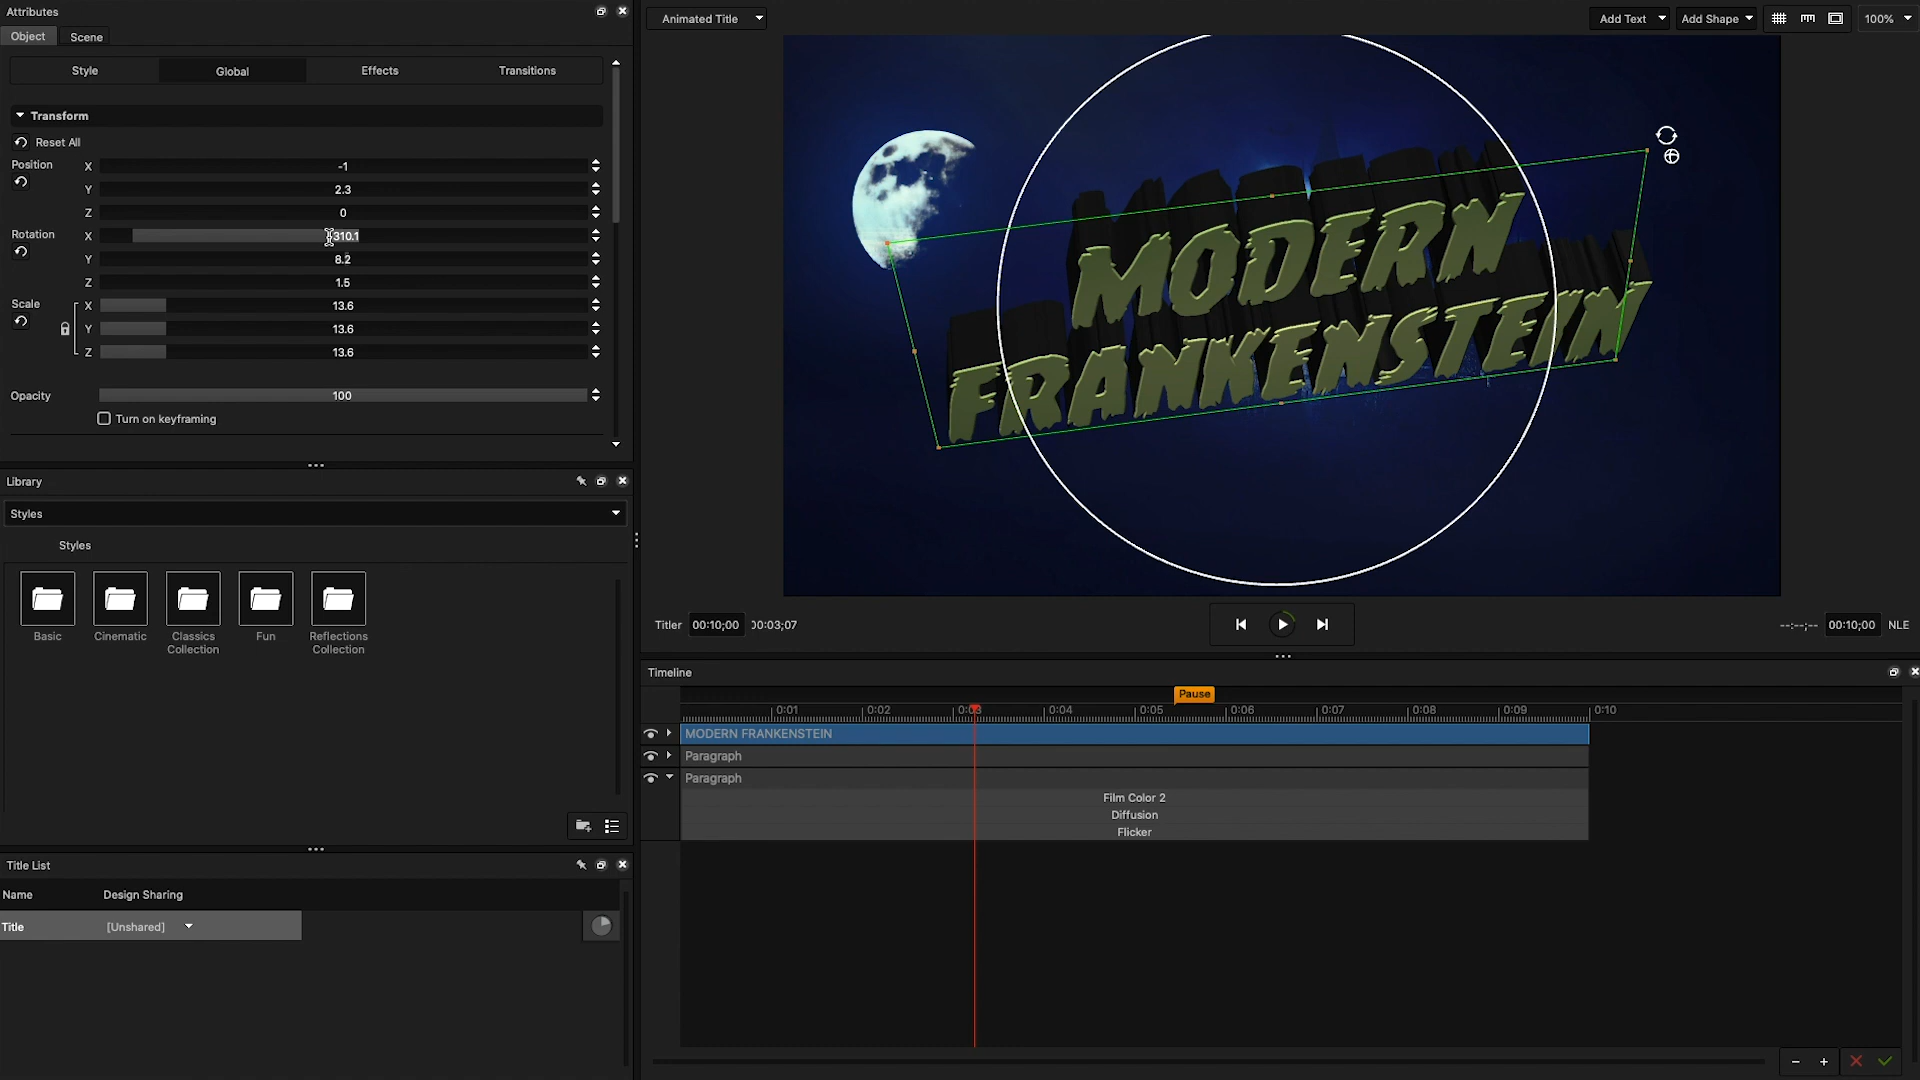 Attributes
Object Scene
Style Global Effects Transitions
Transform
Reset All
Position X -1
Y 2.3
Z 0
Rotation X 310.1
Y 8.2
Z 1.5
Scale X 13.6
Y 13.6
Z 13.6
Opacity 100
Turn on keyframing
Library
Styles
Styles
Basic Cinematic Classics Collection Fun Reflections Collection
Title List
Name Design Sharing
Title [Unshared]
Animated Title Add Text Add Shape 100%
MODERN
FRANKENSTEIN
Titler 00:10;00 00:03;07 --:--;-- 00:10;00 NLE
Timeline
Pause
0:01 0:02 0:03 0:04 0:05 0:06 0:07 0:08 0:09 0:10
MODERN FRANKENSTEIN
Paragraph
Paragraph
Film Color 2
Diffusion
Flicker